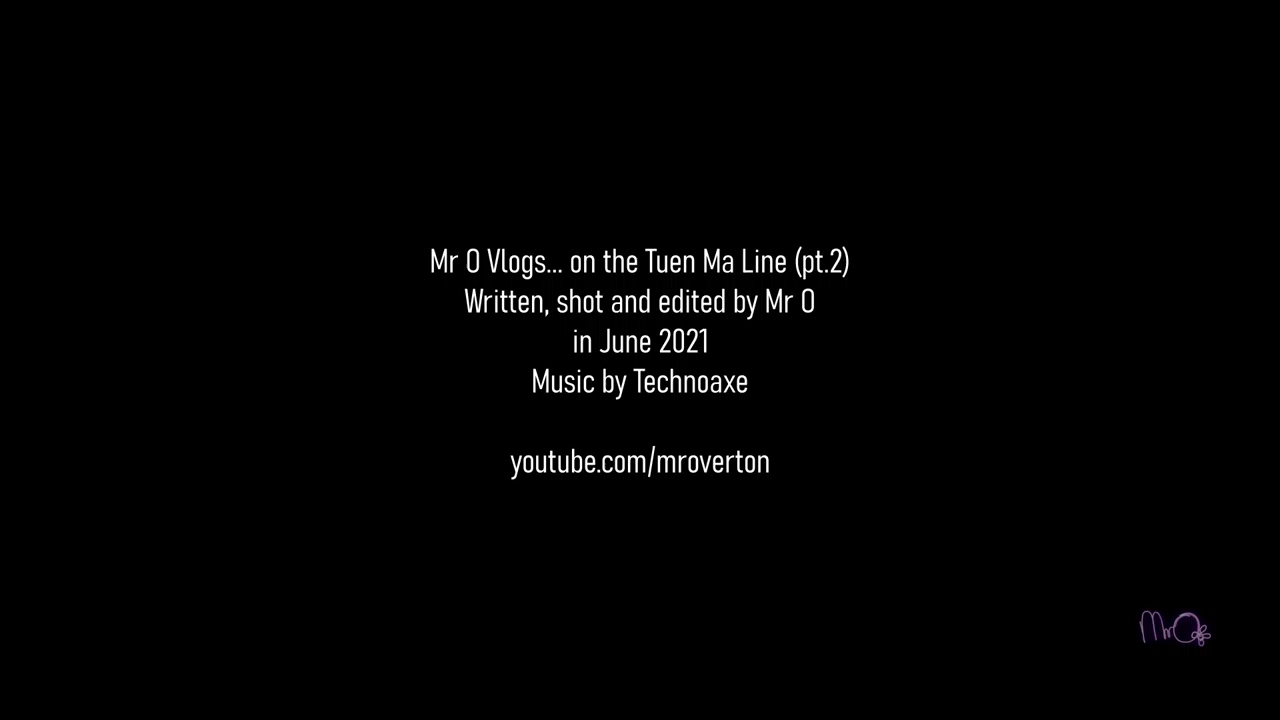 Mr O Vlogs... on the Tuen Ma Line (pt.2)
Written, shot and edited by Mr O
in June 2021
Music by Technoaxe
youtube.com/mroverton
MrO